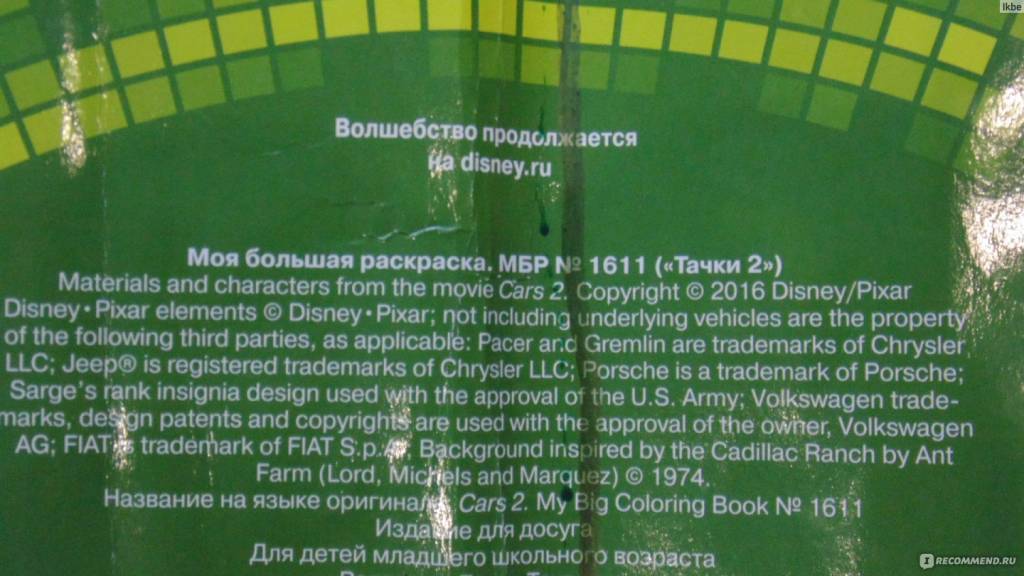 lkbe
Волшебство продолжается
на disney.ru
Моя большая раскраска. МБР № 1611 («Тачки 2»)
Materials and characters from the movie Cars 2. Copyright © 2016 Disney/Pixar
Disney•Pixar elements © Disney•Pixar; not including underlying vehicles are the property
of the following third parties, as applicable: Pacer and Gremlin are trademarks of Chrysler
LLC; Jeep® is registered trademarks of Chrysler LLC; Porsche is a trademark of Porsche;
Sarge's rank insignia design used with the approval of the U.S. Army; Volkswagen trade-
marks, design patents and copyrights are used with the approval of the owner, Volkswagen
AG; FIAT is trademark of FIAT S.p.A. Background inspired by the Cadillac Ranch by Ant
Farm (Lord, Michels and Marquez) © 1974.
Название на языке оригинала: Cars 2. My Big Coloring Book № 1611
Издание для досуга
Для детей младшего школьного возраста
IRECOMMEND.RU